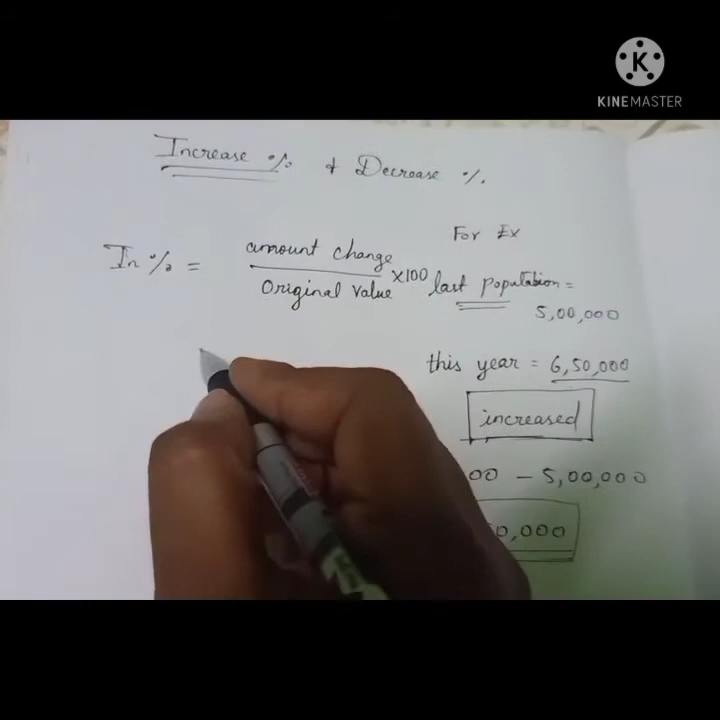 KINEMASTER
Increase % & Decrease %.
In % = amount change / Original value ×100
For Ex
last population =
5,00,000
this year = 6,50,000
increased
00 - 5,00,000
0,000